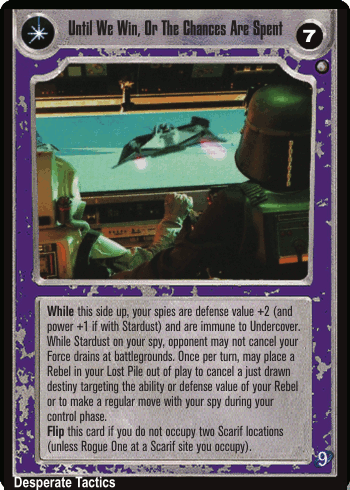 Until We Win, Or The Chances Are Spent
7
While this side up, your spies are defense value +2 (and
power +1 if with Stardust) and are immune to Undercover.
While Stardust on your spy, opponent may not cancel your
Force drains at battlegrounds. Once per turn, may place a
Rebel in your Lost Pile out of play to cancel a just drawn
destiny targeting the ability or defense value of your Rebel
or to make a regular move with your spy during your
control phase.
Flip this card if you do not occupy two Scarif locations
(unless Rogue One at a Scarif site you occupy).
9
Desperate Tactics